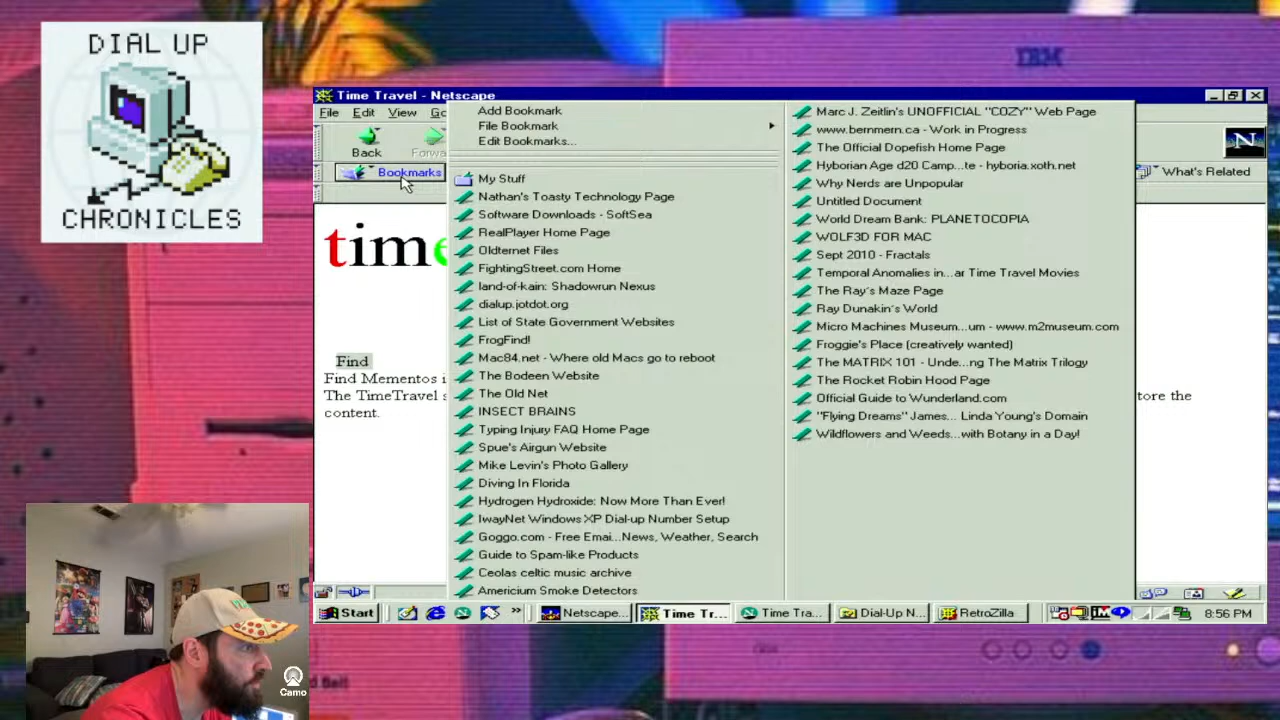 DIAL UP
CHRONICLES
IBM
Time Travel - Netscape
File Edit View Go
Back Forwa
Bookmarks
What's Related
N
time
Find
Find Mementos i
The TimeTravel s
tore the
content.
Add Bookmark
File Bookmark
Edit Bookmarks...
My Stuff
Nathan's Toasty Technology Page
Software Downloads - SoftSea
RealPlayer Home Page
Oldternet Files
FightingStreet.com Home
land-of-kain: Shadowrun Nexus
dialup.jotdot.org
List of State Government Websites
FrogFind!
Mac84.net - Where old Macs go to reboot
The Bodeen Website
The Old Net
INSECT BRAINS
Typing Injury FAQ Home Page
Spue's Airgun Website
Mike Levin's Photo Gallery
Diving In Florida
Hydrogen Hydroxide: Now More Than Ever!
IwayNet Windows XP Dial-up Number Setup
Goggo.com - Free Emai...News, Weather, Search
Guide to Spam-like Products
Ceolas celtic music archive
Americium Smoke Detectors
Marc J. Zeitlin's UNOFFICIAL "COZY" Web Page
www.bernmern.ca - Work in Progress
The Official Dopefish Home Page
Hyborian Age d20 Camp...te - hyboria.xoth.net
Why Nerds are Unpopular
Untitled Document
World Dream Bank: PLANETOCOPIA
WOLF3D FOR MAC
Sept 2010 - Fractals
Temporal Anomalies in...ar Time Travel Movies
The Ray's Maze Page
Ray Dunakin's World
Micro Machines Museum...um - www.m2museum.com
Froggie's Place (creatively wanted)
The MATRIX 101 - Unde...ng The Matrix Trilogy
The Rocket Robin Hood Page
Official Guide to Wunderland.com
"Flying Dreams" James... Linda Young's Domain
Wildflowers and Weeds...with Botany in a Day!
Start
Netscape...
Time Tr...
Time Tra...
Dial-Up N...
RetroZilla
8:56 PM
Camo